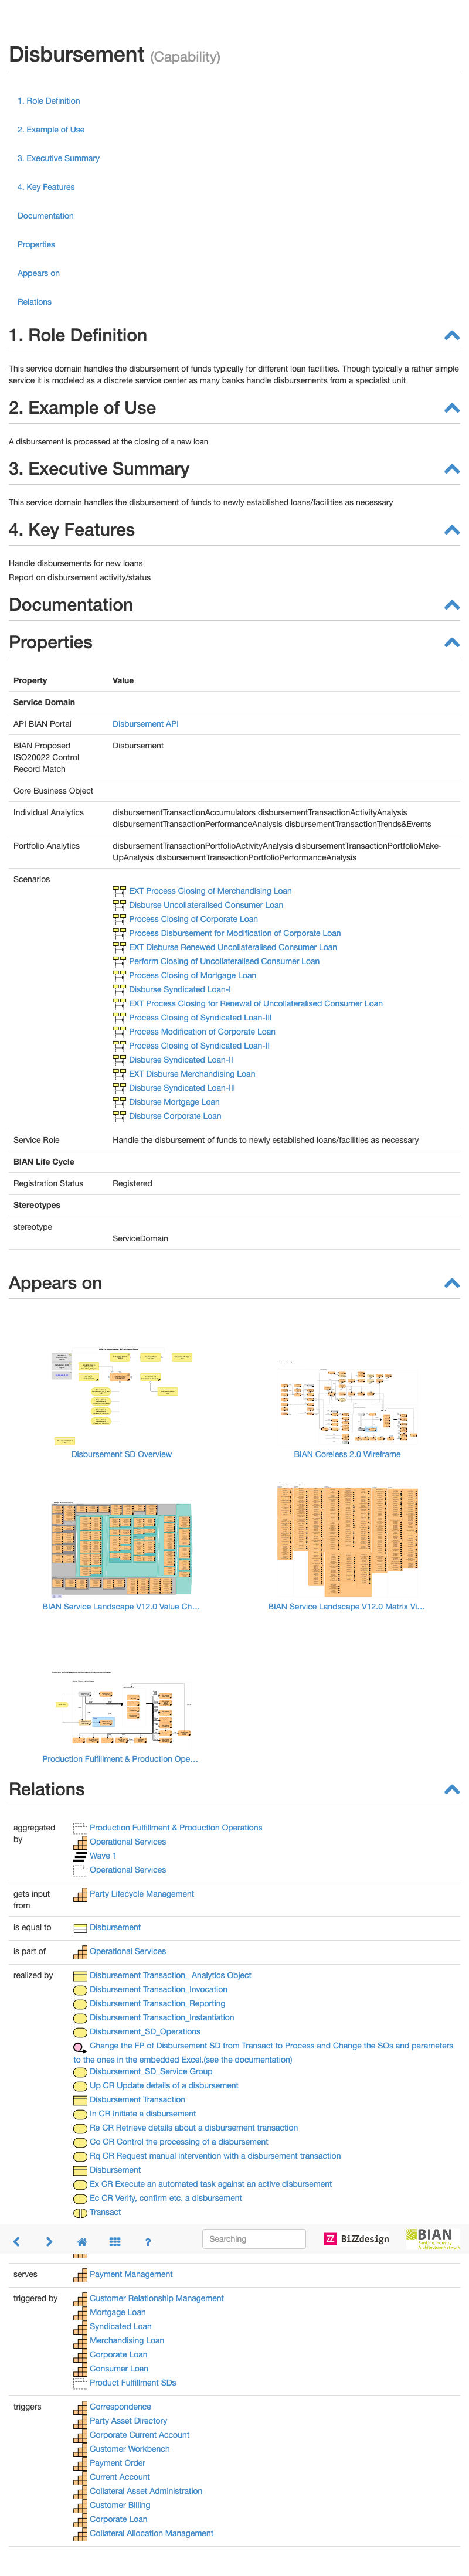 Disbursement (Capability)
1. Role Definition
2. Example of Use
3. Executive Summary
4. Key Features
Documentation
Properties
Appears on
Relations
1. Role Definition
This service domain handles the disbursement of funds typically for different loan facilities. Though typically a rather simple
service it is modeled as a discrete service center as many banks handle disbursements from a specialist unit
2. Example of Use
A disbursement is processed at the closing of a new loan
3. Executive Summary
This service domain handles the disbursement of funds to newly established loans/facilities as necessary
4. Key Features
Handle disbursements for new loans
Report on disbursement activity/status
Documentation
Properties
Property Value
Service Domain
API BIAN Portal Disbursement API
BIAN Proposed Disbursement
ISO20022 Control
Record Match
Core Business Object
Individual Analytics disbursementTransactionAccumulators disbursementTransactionActivityAnalysis
disbursementTransactionPerformanceAnalysis disbursementTransactionTrends&Events
Portfolio Analytics disbursementTransactionPortfolioActivityAnalysis disbursementTransactionPortfolioMake-
UpAnalysis disbursementTransactionPortfolioPerformanceAnalysis
Scenarios
EXT Process Closing of Merchandising Loan
Disburse Uncollateralised Consumer Loan
Process Closing of Corporate Loan
Process Disbursement for Modification of Corporate Loan
EXT Disburse Renewed Uncollateralised Consumer Loan
Perform Closing of Uncollateralised Consumer Loan
Process Closing of Mortgage Loan
Disburse Syndicated Loan-I
EXT Process Closing for Renewal of Uncollateralised Consumer Loan
Process Closing of Syndicated Loan-III
Process Modification of Corporate Loan
Process Closing of Syndicated Loan-II
Disburse Syndicated Loan-II
EXT Disburse Merchandising Loan
Disburse Syndicated Loan-III
Disburse Mortgage Loan
Disburse Corporate Loan
Service Role Handle the disbursement of funds to newly established loans/facilities as necessary
BIAN Life Cycle
Registration Status Registered
Stereotypes
stereotype
ServiceDomain
Appears on
Disbursement SD Overview
Disbursement SD Overview BIAN Coreless 2.0 Wireframe
BIAN Service Landscape V12.0 Value Ch... BIAN Service Landscape V12.0 Matrix Vi...
Production Fulfillment & Production Ope...
Relations
aggregated Production Fulfillment & Production Operations
by Operational Services
Wave 1
Operational Services
gets input Party Lifecycle Management
from
is equal to Disbursement
is part of Operational Services
realized by Disbursement Transaction_ Analytics Object
Disbursement Transaction_Invocation
Disbursement Transaction_Reporting
Disbursement Transaction_Instantiation
Disbursement_SD_Operations
Change the FP of Disbursement SD from Transact to Process and Change the SOs and parameters
to the ones in the embedded Excel.(see the documentation)
Disbursement_SD_Service Group
Up CR Update details of a disbursement
Disbursement Transaction
In CR Initiate a disbursement
Re CR Retrieve details about a disbursement transaction
Co CR Control the processing of a disbursement
Rq CR Request manual intervention with a disbursement transaction
Disbursement
Ex CR Execute an automated task against an active disbursement
Ec CR Verify, confirm etc. a disbursement
Transact
? Searching BiZZdesign BIAN
Banking Industry
Architecture Network
serves Payment Management
triggered by Customer Relationship Management
Mortgage Loan
Syndicated Loan
Merchandising Loan
Corporate Loan
Consumer Loan
Product Fulfillment SDs
triggers Correspondence
Party Asset Directory
Corporate Current Account
Customer Workbench
Payment Order
Current Account
Collateral Asset Administration
Customer Billing
Corporate Loan
Collateral Allocation Management